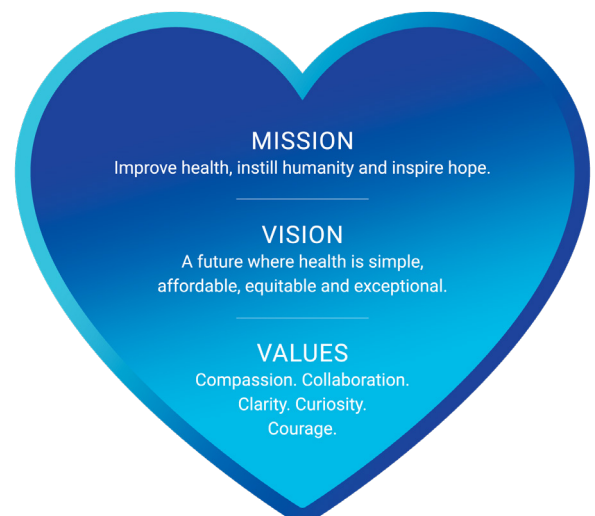 MISSION
Improve health, instill humanity and inspire hope.
VISION
A future where health is simple,
affordable, equitable and exceptional.
VALUES
Compassion. Collaboration.
Clarity. Curiosity.
Courage.